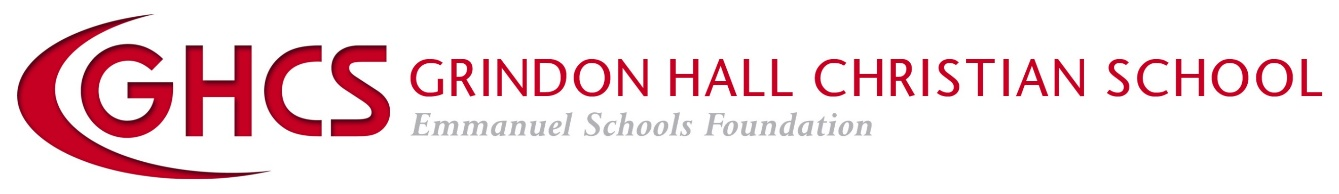 GHCS
GRINDON HALL CHRISTIAN SCHOOL
Emmanuel Schools Foundation